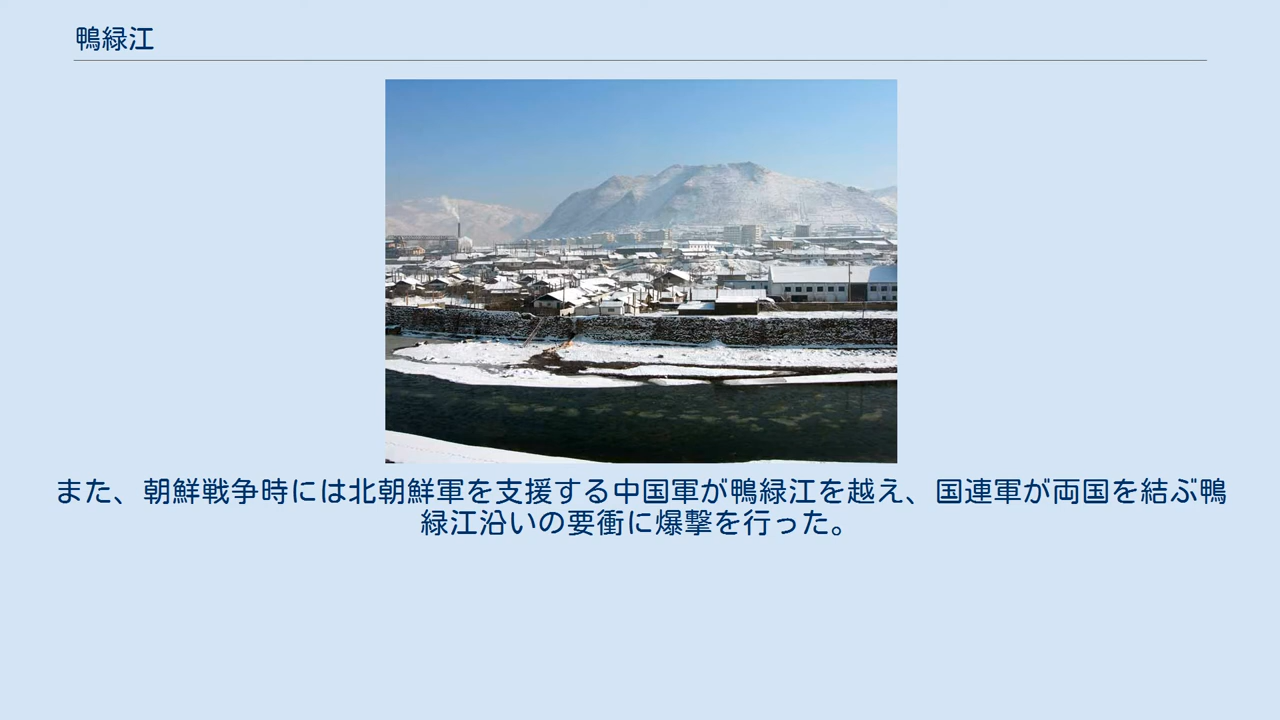 鴨緑江
また、朝鮮戦争時には北朝鮮軍を支援する中国軍が鴨緑江を越え、国連軍が両国を結ぶ鴨
緑江沿いの要衝に爆撃を行った。